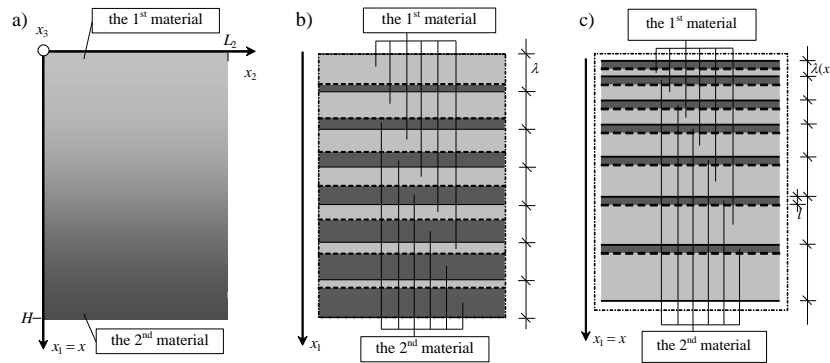 a)
the 1st material
x3
L2
x2
H
x1 = x
the 2nd material
b)
the 1st material
λ
x1
the 2nd material
c)
the 1st material
λ(x
l
x1 = x
the 2nd material